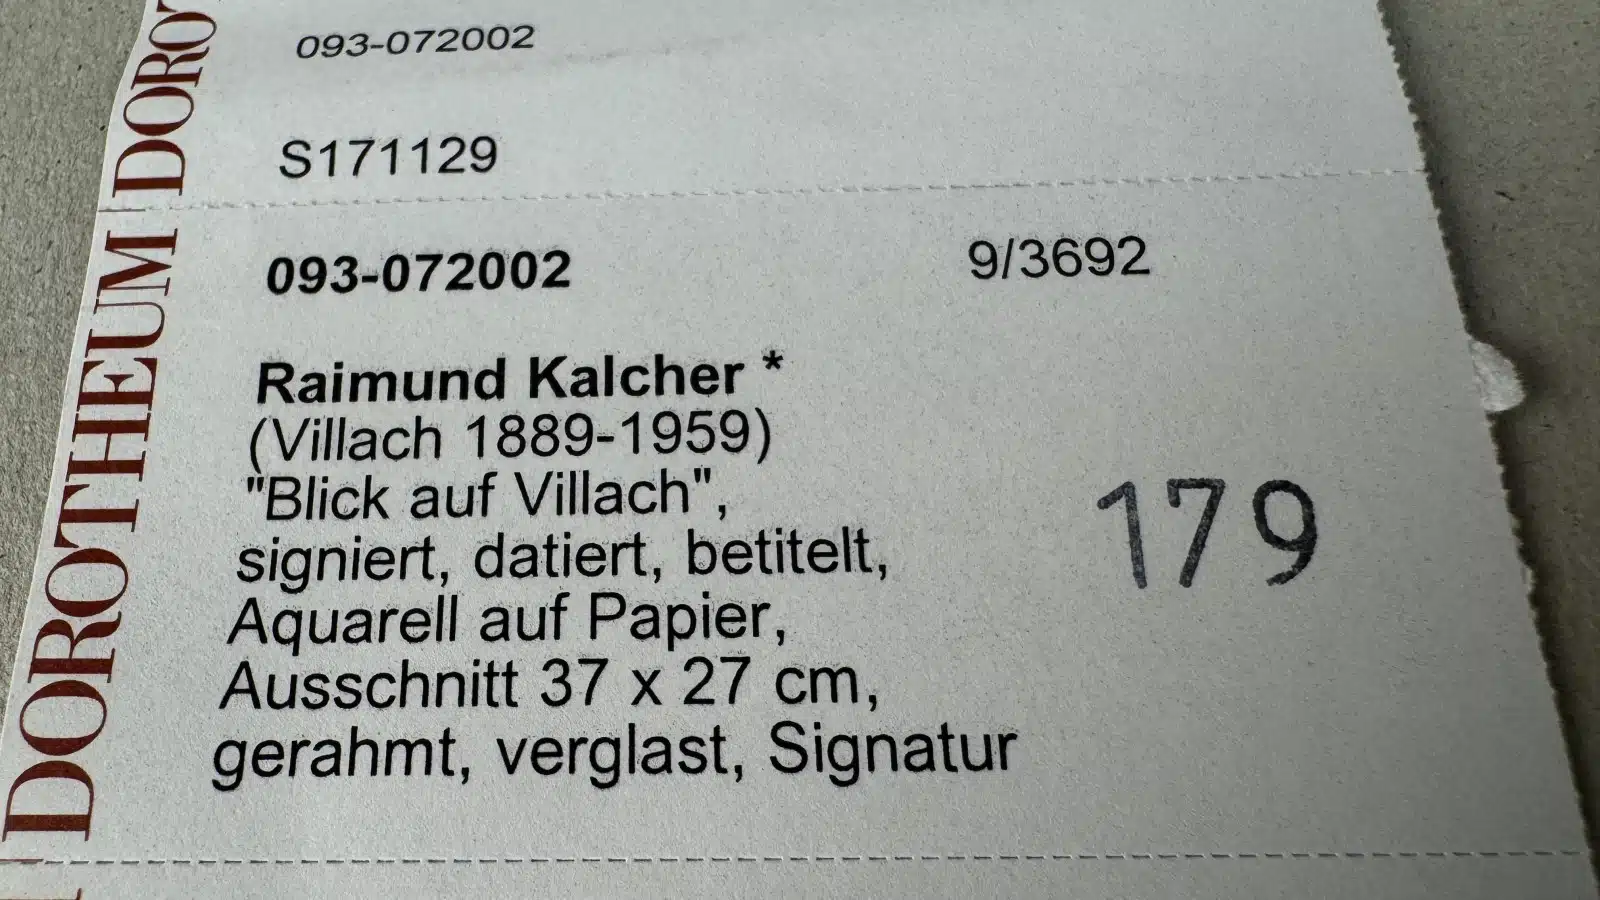 093-072002
S171129
093-072002 9/3692
Raimund Kalcher *
(Villach 1889-1959)
"Blick auf Villach",
signiert, datiert, betitelt,
Aquarell auf Papier,
Ausschnitt 37 x 27 cm,
gerahmt, verglast, Signatur
179
DOROTHEUM DORO